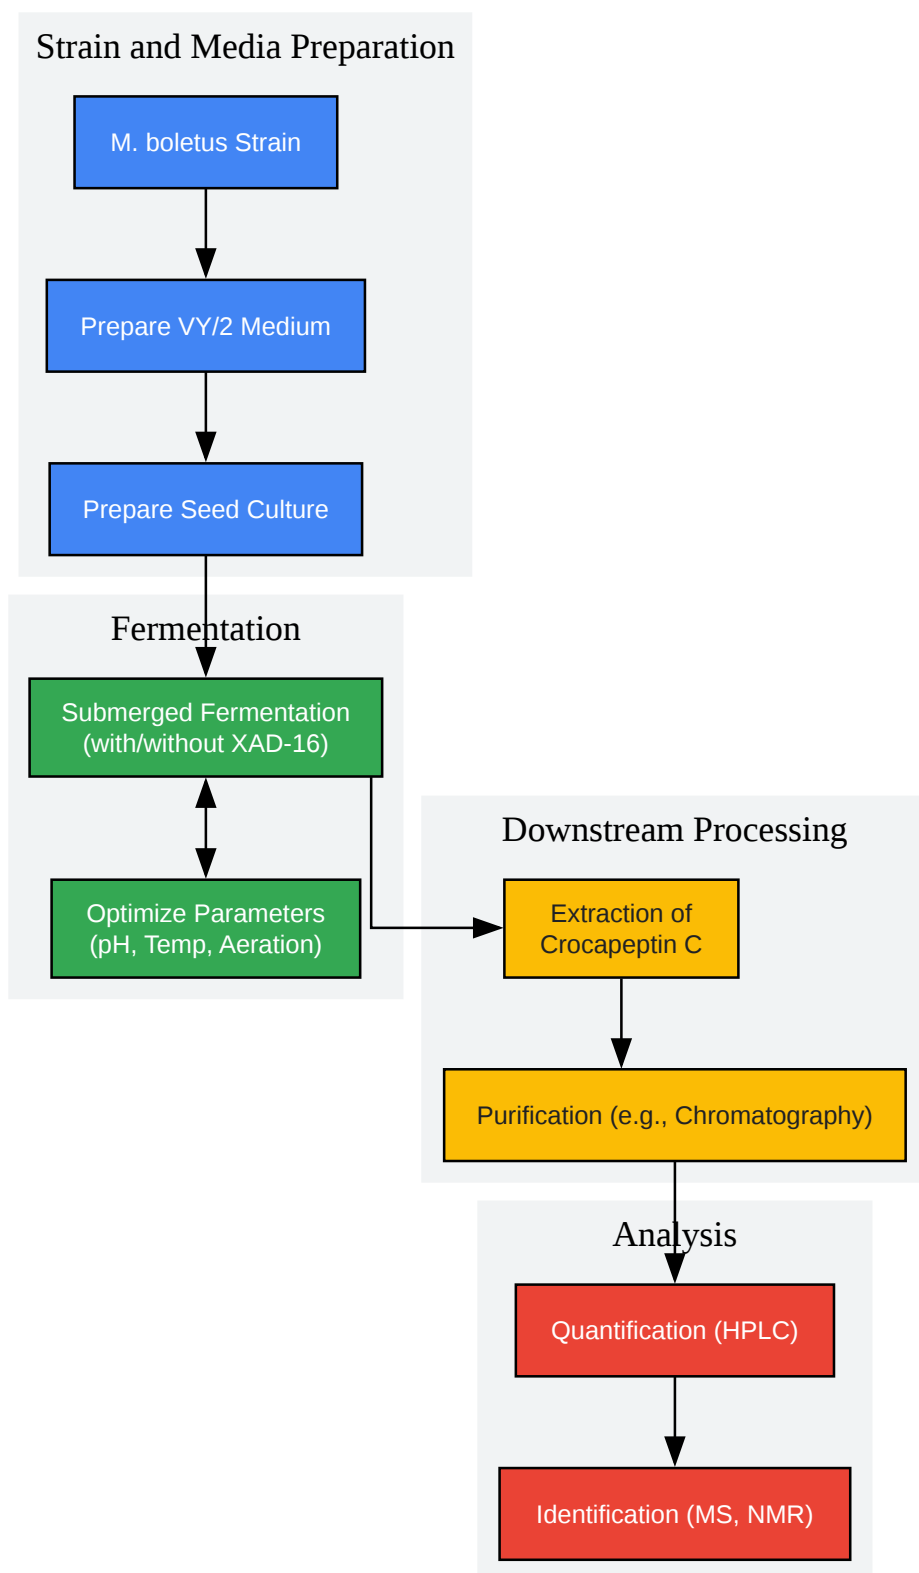 Strain and Media Preparation
M. boletus Strain
Prepare VY/2 Medium
Prepare Seed Culture
Fermentation
Submerged Fermentation
(with/without XAD-16)
Optimize Parameters
(pH, Temp, Aeration)
Downstream Processing
Extraction of
Crocapeptin C
Purification (e.g., Chromatography)
Analysis
Quantification (HPLC)
Identification (MS, NMR)